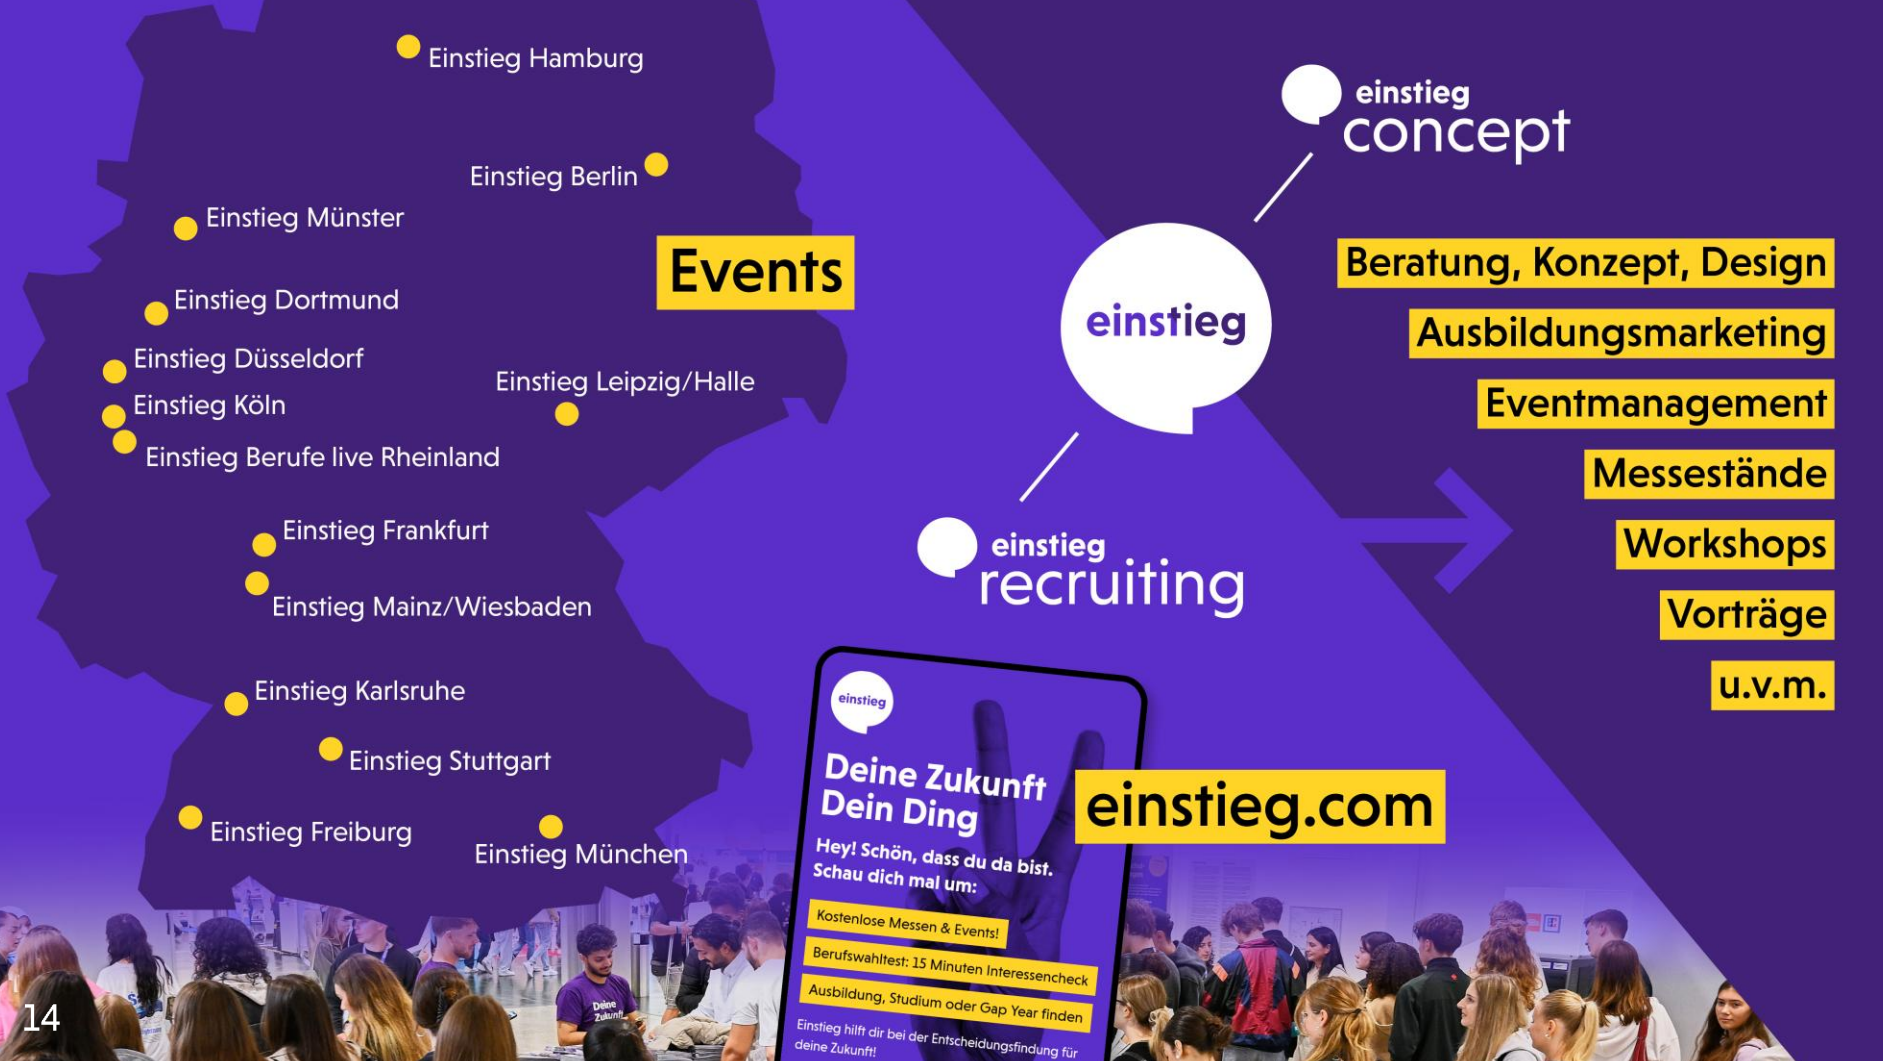 Einstieg Hamburg
Einstieg Berlin
Einstieg Münster
Einstieg Dortmund
Einstieg Düsseldorf
Einstieg Köln
Einstieg Berufe live Rheinland
Einstieg Leipzig/Halle
Einstieg Frankfurt
Einstieg Mainz/Wiesbaden
Einstieg Karlsruhe
Einstieg Stuttgart
Einstieg Freiburg
Einstieg München
Events
einstieg
concept
einstieg
einstieg
recruiting
Beratung, Konzept, Design
Ausbildungsmarketing
Eventmanagement
Messestände
Workshops
Vorträge
u.v.m.
einstieg
Deine Zukunft
Dein Ding
Hey! Schön, dass du da bist.
Schau dich mal um:
Kostenlose Messen & Events!
Berufswahltest: 15 Minuten Interessencheck
Ausbildung, Studium oder Gap Year finden
Einstieg hilft dir bei der Entscheidungsfindung für
deine Zukunft!
einstieg.com
Deine
Zukunft
14